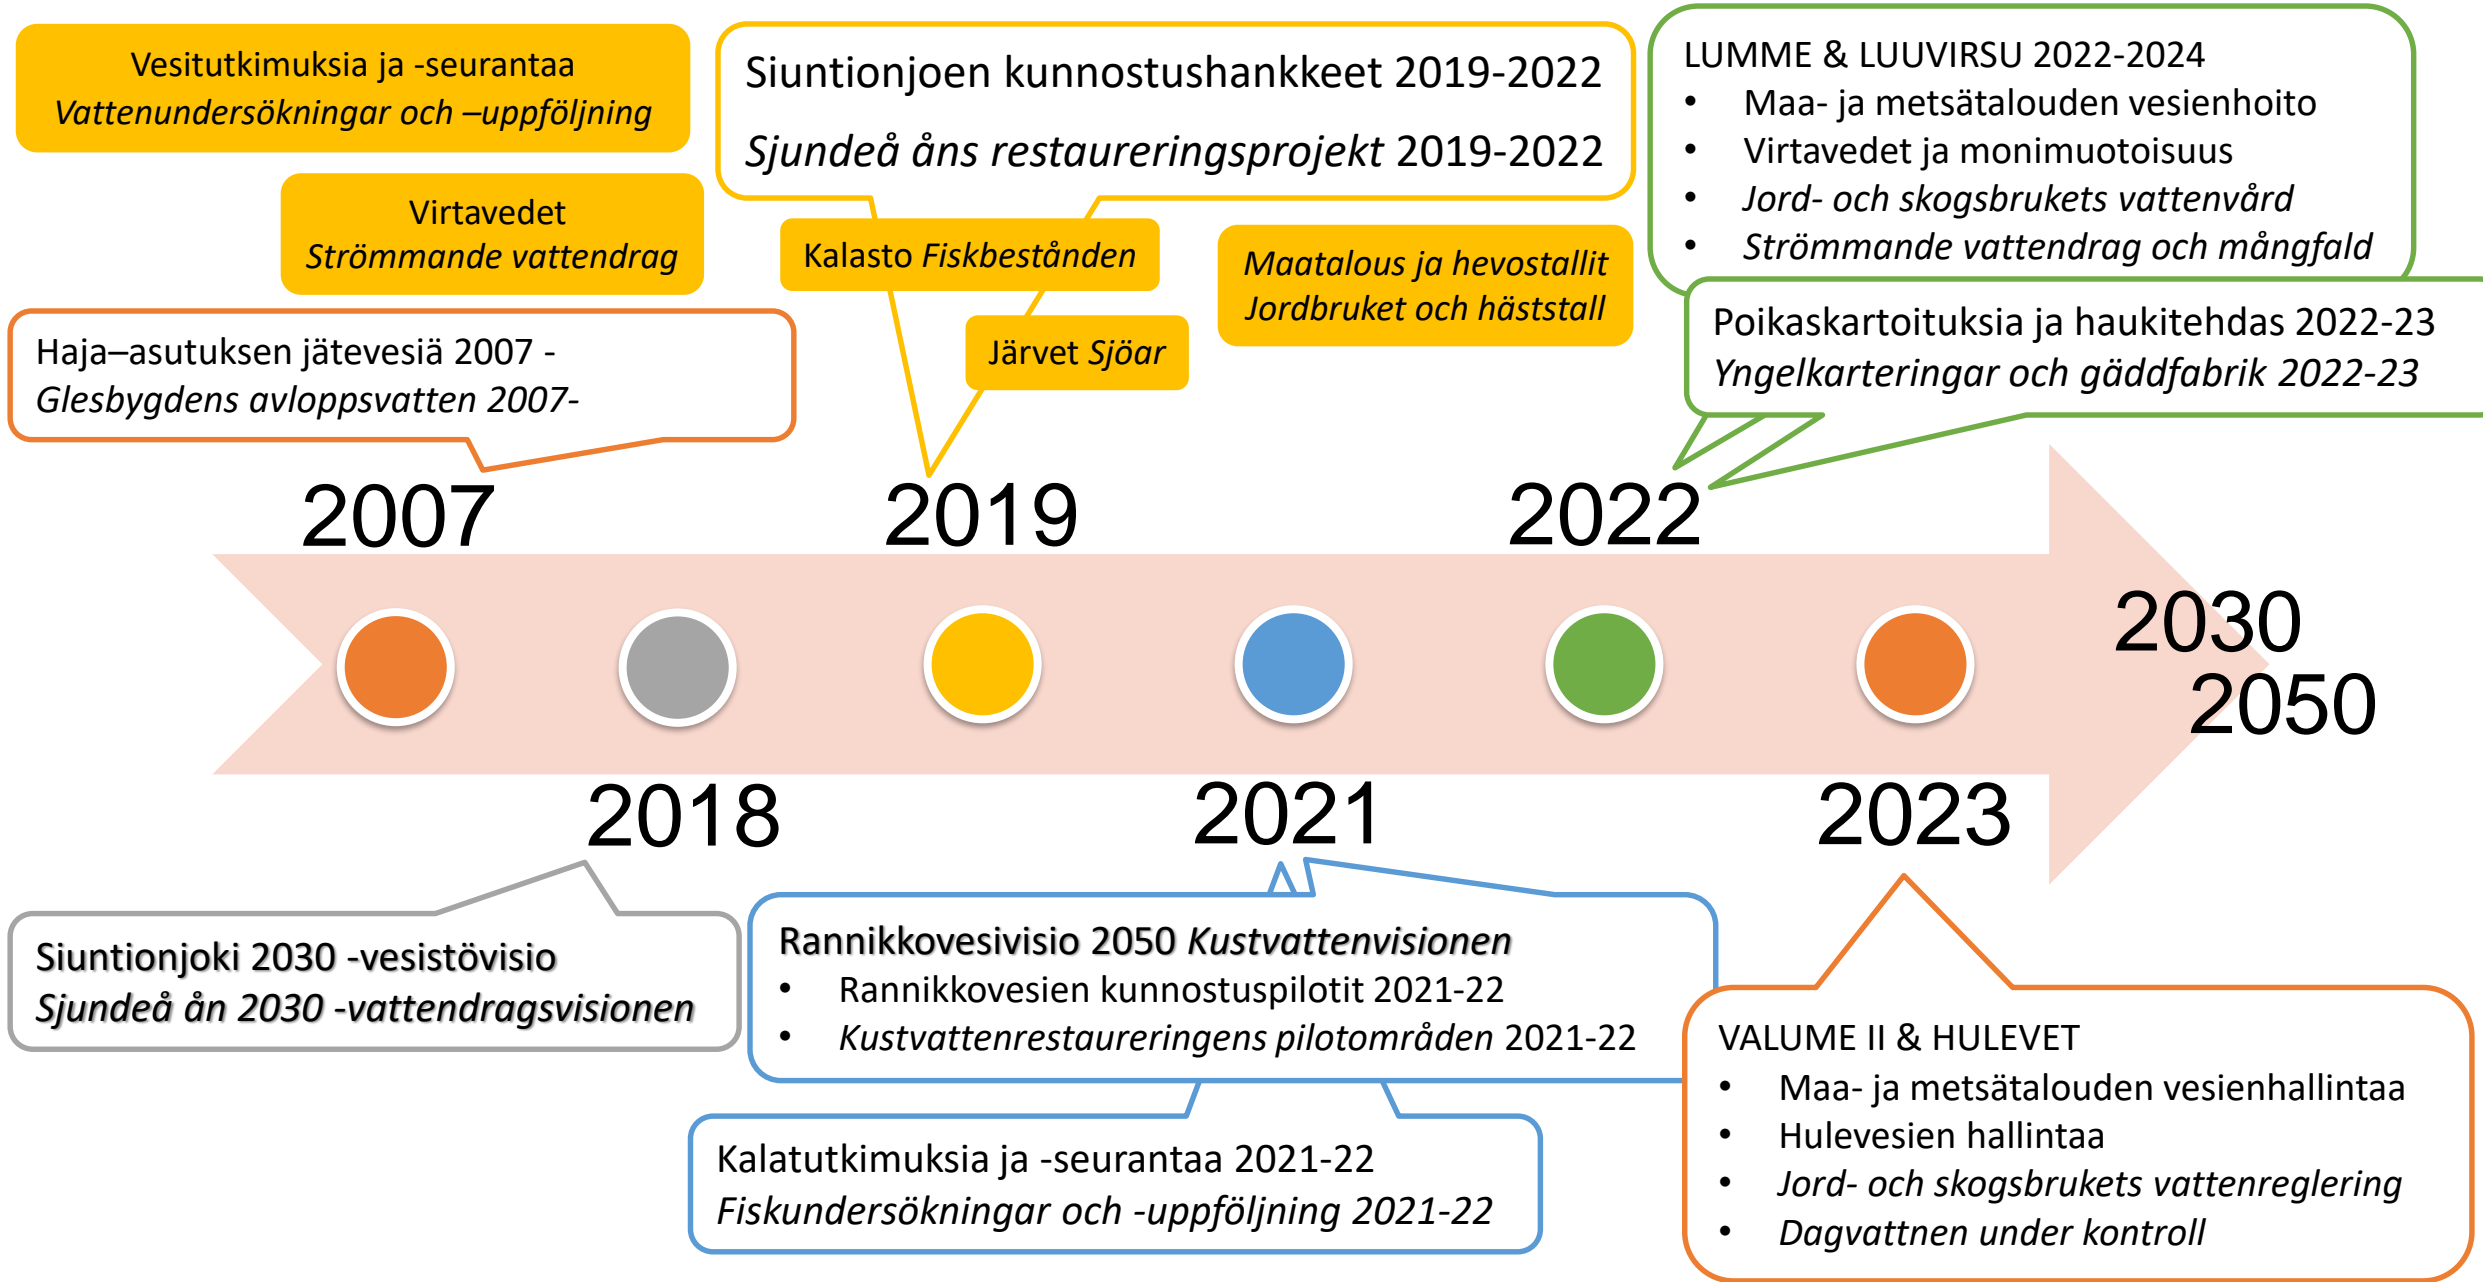 Vesitutkimuksia ja -seurantaa
Vattenundersökningar och –uppföljning
Virtavedet
Strömmande vattendrag
Haja–asutuksen jätevesiä 2007 -
Glesbygdens avloppsvatten 2007-
Siuntionjoen kunnostushankkeet 2019-2022
Sjundeå åns restaureringsprojekt 2019-2022
Kalasto Fiskbestånden
Järvet Sjöar
Maatalous ja hevostallit
Jordbruket och häststall
LUMME & LUUVIRSU 2022-2024
• Maa- ja metsätalouden vesienhoito
• Virtavedet ja monimuotoisuus
• Jord- och skogsbrukets vattenvård
• Strömmande vattendrag och mångfald
Poikaskartoituksia ja haukitehdas 2022-23
Yngelkarteringar och gäddfabrik 2022-23
2007
2019
2022
2030
2050
2018
2021
2023
Siuntionjoki 2030 -vesistövisio
Sjundeå ån 2030 -vattendragsvisionen
Rannikkovesivisio 2050 Kustvattenvisionen
• Rannikkovesien kunnostuspilotit 2021-22
• Kustvattenrestaureringens pilotområden 2021-22
Kalatutkimuksia ja -seurantaa 2021-22
Fiskundersökningar och -uppföljning 2021-22
VALUME II & HULEVET
• Maa- ja metsätalouden vesienhallintaa
• Hulevesien hallintaa
• Jord- och skogsbrukets vattenreglering
• Dagvattnen under kontroll